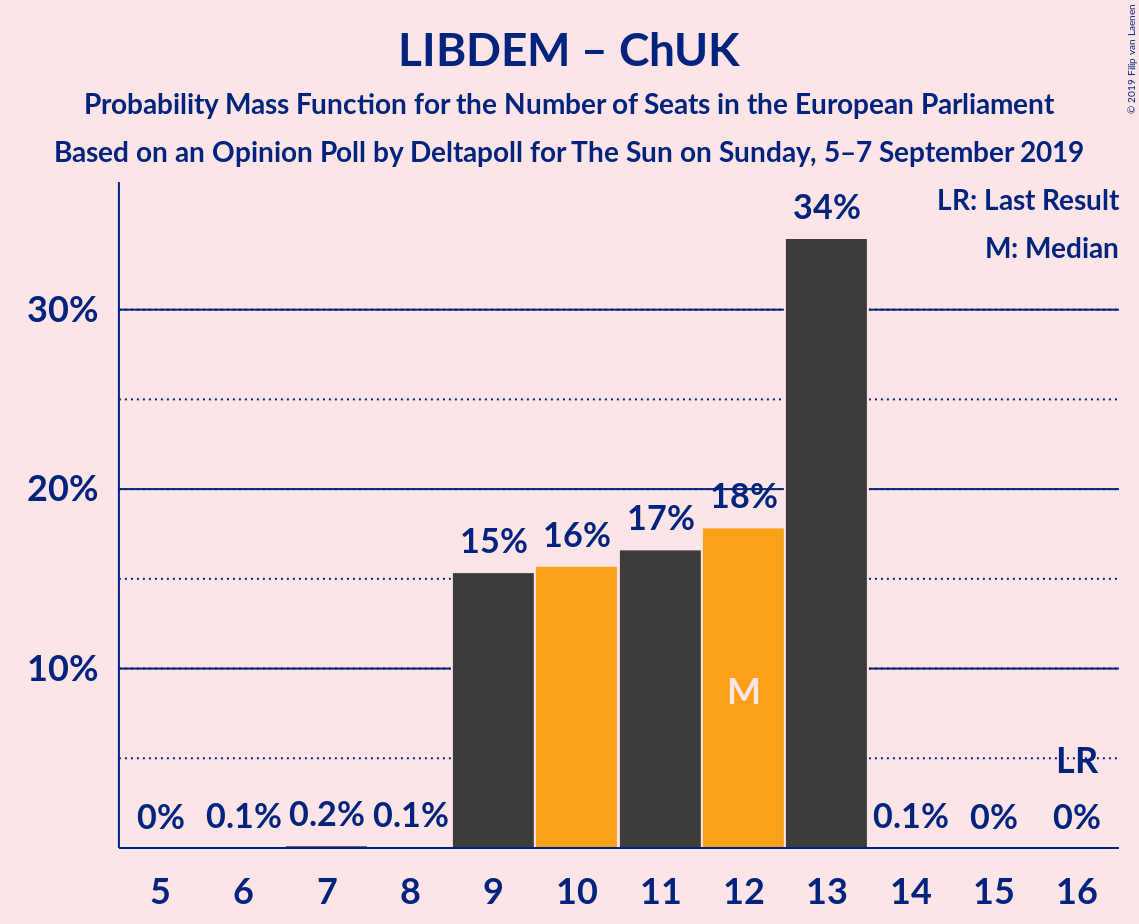 LIBDEM – ChUK
Probability Mass Function for the Number of Seats in the European Parliament
Based on an Opinion Poll by Deltapoll for The Sun on Sunday, 5–7 September 2019
© 2019 Filip van Laenen
LR: Last Result
M: Median
34%
30%
20%
18%
17%
16%
15%
10%
M
LR
0% 0.1% 0.2% 0.1% 0.1% 0% 0%
5 6 7 8 9 10 11 12 13 14 15 16